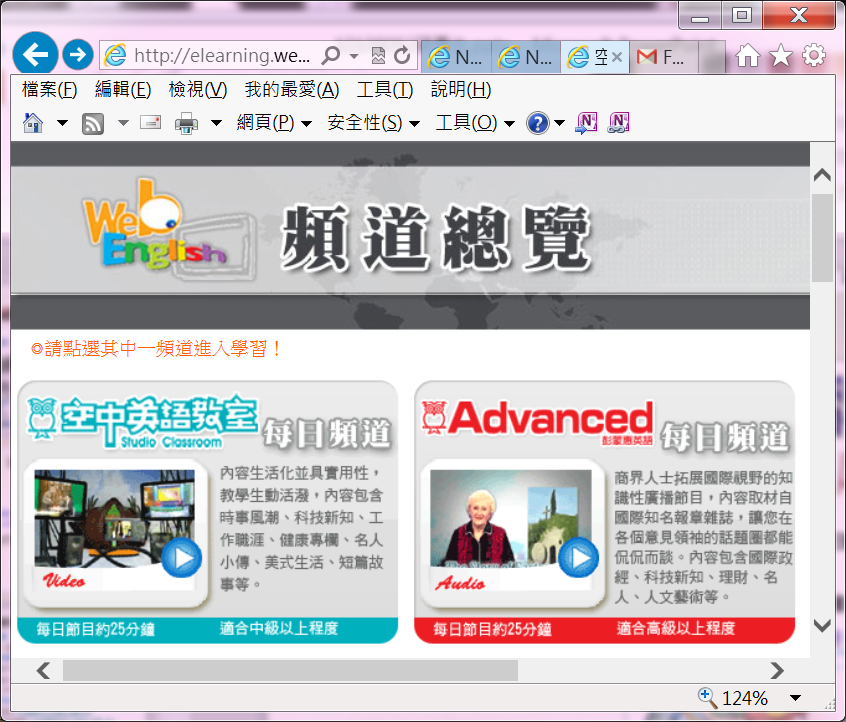 http://elearning.we...
N...
N...
空
F...
檔案(F) 編輯(E) 檢視(V) 我的最愛(A) 工具(T) 說明(H)
網頁(P) 安全性(S) 工具(O)
Web English
頻道總覽
◎請點選其中一頻道進入學習！
空中英語教室
Studio Classroom
每日頻道
內容生活化並具實用性，
教學生動活潑，內容包含
時事風潮、科技新知、工
作職涯、健康專欄、名人
小傳、美式生活、短篇故
事等。
Video
每日節目約25分鐘 適合中級以上程度
Advanced
彭蒙惠英語
每日頻道
商界人士拓展國際視野的知
識性廣播節目，內容取材自
國際知名報章雜誌，讓您在
各個意見領袖的話題圈都能
侃侃而談。內容包含國際政
經、科技新知、理財、名
人、人文藝術等。
Audio
每日節目約25分鐘 適合高級以上程度
124%